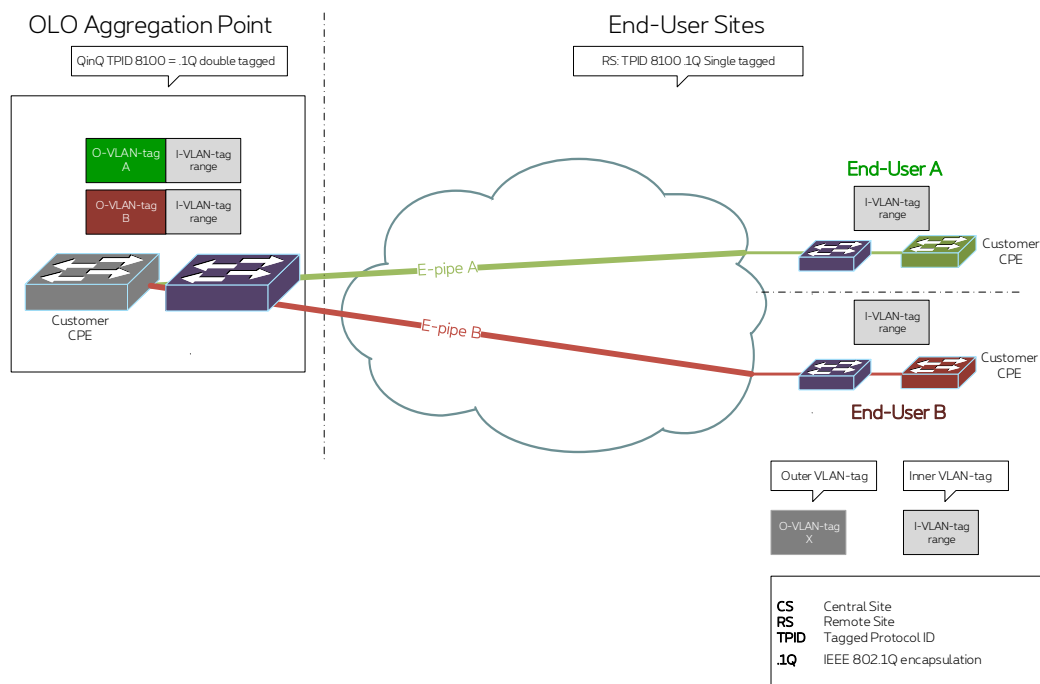 OLO Aggregation Point
End-User Sites
QinQ TPID 8100 = .1Q double tagged
RS: TPID 8100 .1Q Single tagged
O-VLAN-tag
A
I-VLAN-tag
range
O-VLAN-tag
B
I-VLAN-tag
range
Customer
CPE
E-pipe A
E-pipe B
End-User A
I-VLAN-tag
range
Customer
CPE
I-VLAN-tag
range
Customer
CPE
End-User B
Outer VLAN-tag
Inner VLAN-tag
O-VLAN-tag
X
I-VLAN-tag
range
CS Central Site
RS Remote Site
TPID Tagged Protocol ID
.1Q IEEE 802.1Q encapsulation